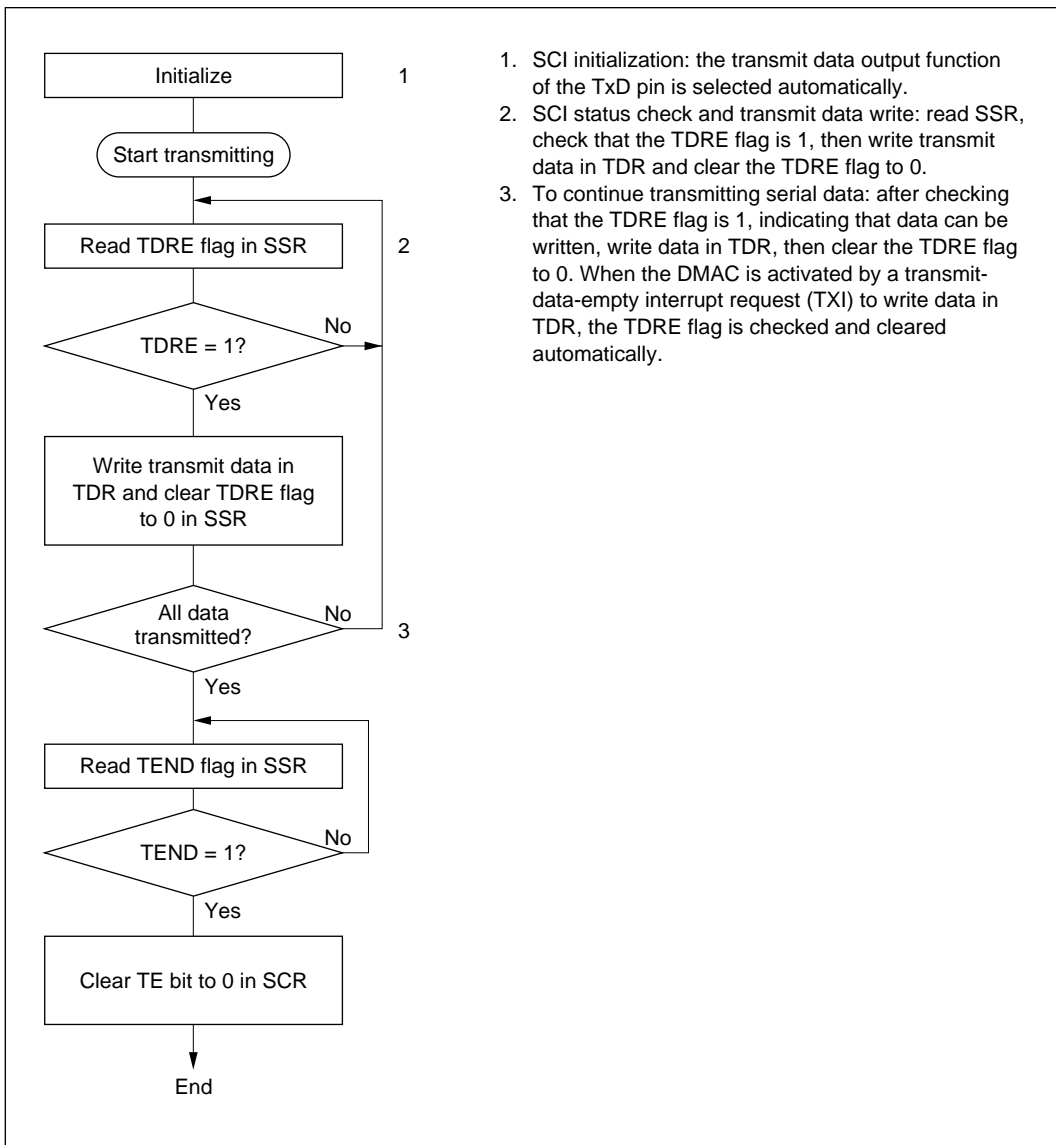 Initialize
1
Start transmitting
Read TDRE flag in SSR
2
No
TDRE = 1?
Yes
Write transmit data in
TDR and clear TDRE flag
to 0 in SSR
All data
transmitted?
No
3
Yes
Read TEND flag in SSR
No
TEND = 1?
Yes
Clear TE bit to 0 in SCR
End
1. SCI initialization: the transmit data output function
of the TxD pin is selected automatically.
2. SCI status check and transmit data write: read SSR,
check that the TDRE flag is 1, then write transmit
data in TDR and clear the TDRE flag to 0.
3. To continue transmitting serial data: after checking
that the TDRE flag is 1, indicating that data can be
written, write data in TDR, then clear the TDRE flag
to 0. When the DMAC is activated by a transmit-
data-empty interrupt request (TXI) to write data in
TDR, the TDRE flag is checked and cleared
automatically.